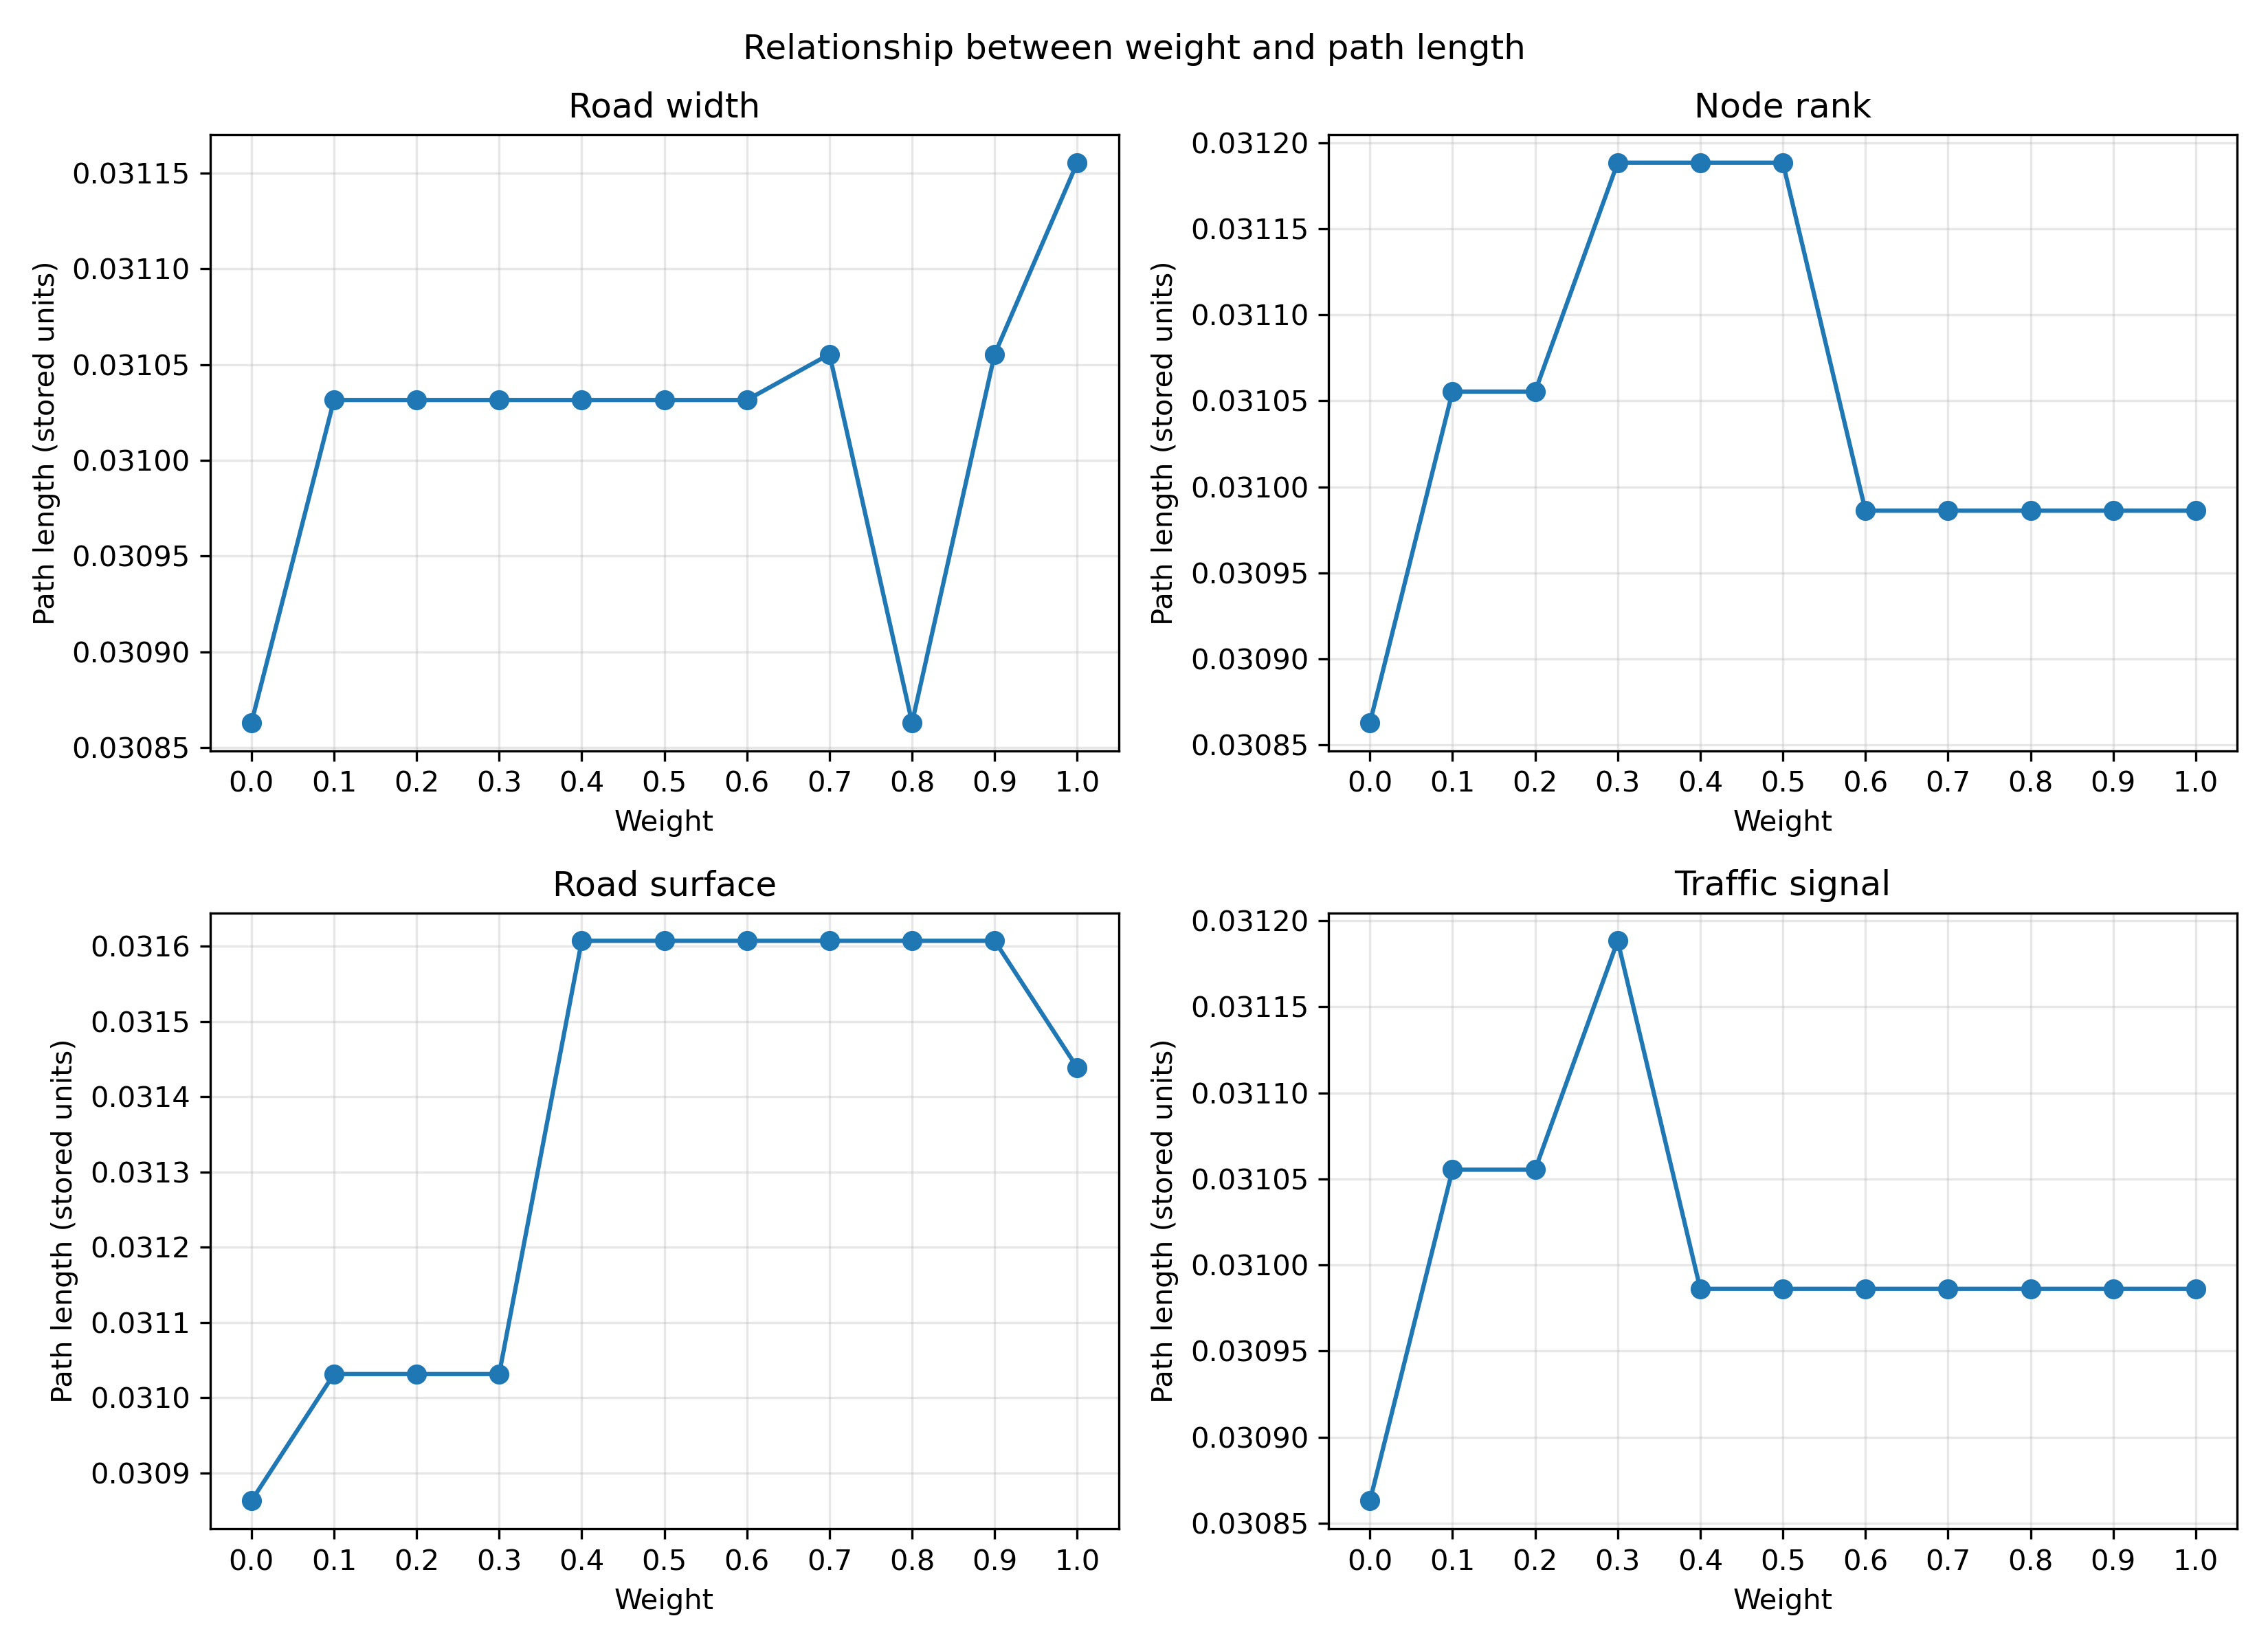 Relationship between weight and path length
Road width
Path length (stored units)
0.03115
0.03110
0.03105
0.03100
0.03095
0.03090
0.03085
0.0 0.1 0.2 0.3 0.4 0.5 0.6 0.7 0.8 0.9 1.0
Weight
Node rank
Path length (stored units)
0.03120
0.03115
0.03110
0.03105
0.03100
0.03095
0.03090
0.03085
0.0 0.1 0.2 0.3 0.4 0.5 0.6 0.7 0.8 0.9 1.0
Weight
Road surface
Path length (stored units)
0.0316
0.0315
0.0314
0.0313
0.0312
0.0311
0.0310
0.0309
0.0 0.1 0.2 0.3 0.4 0.5 0.6 0.7 0.8 0.9 1.0
Weight
Traffic signal
Path length (stored units)
0.03120
0.03115
0.03110
0.03105
0.03100
0.03095
0.03090
0.03085
0.0 0.1 0.2 0.3 0.4 0.5 0.6 0.7 0.8 0.9 1.0
Weight